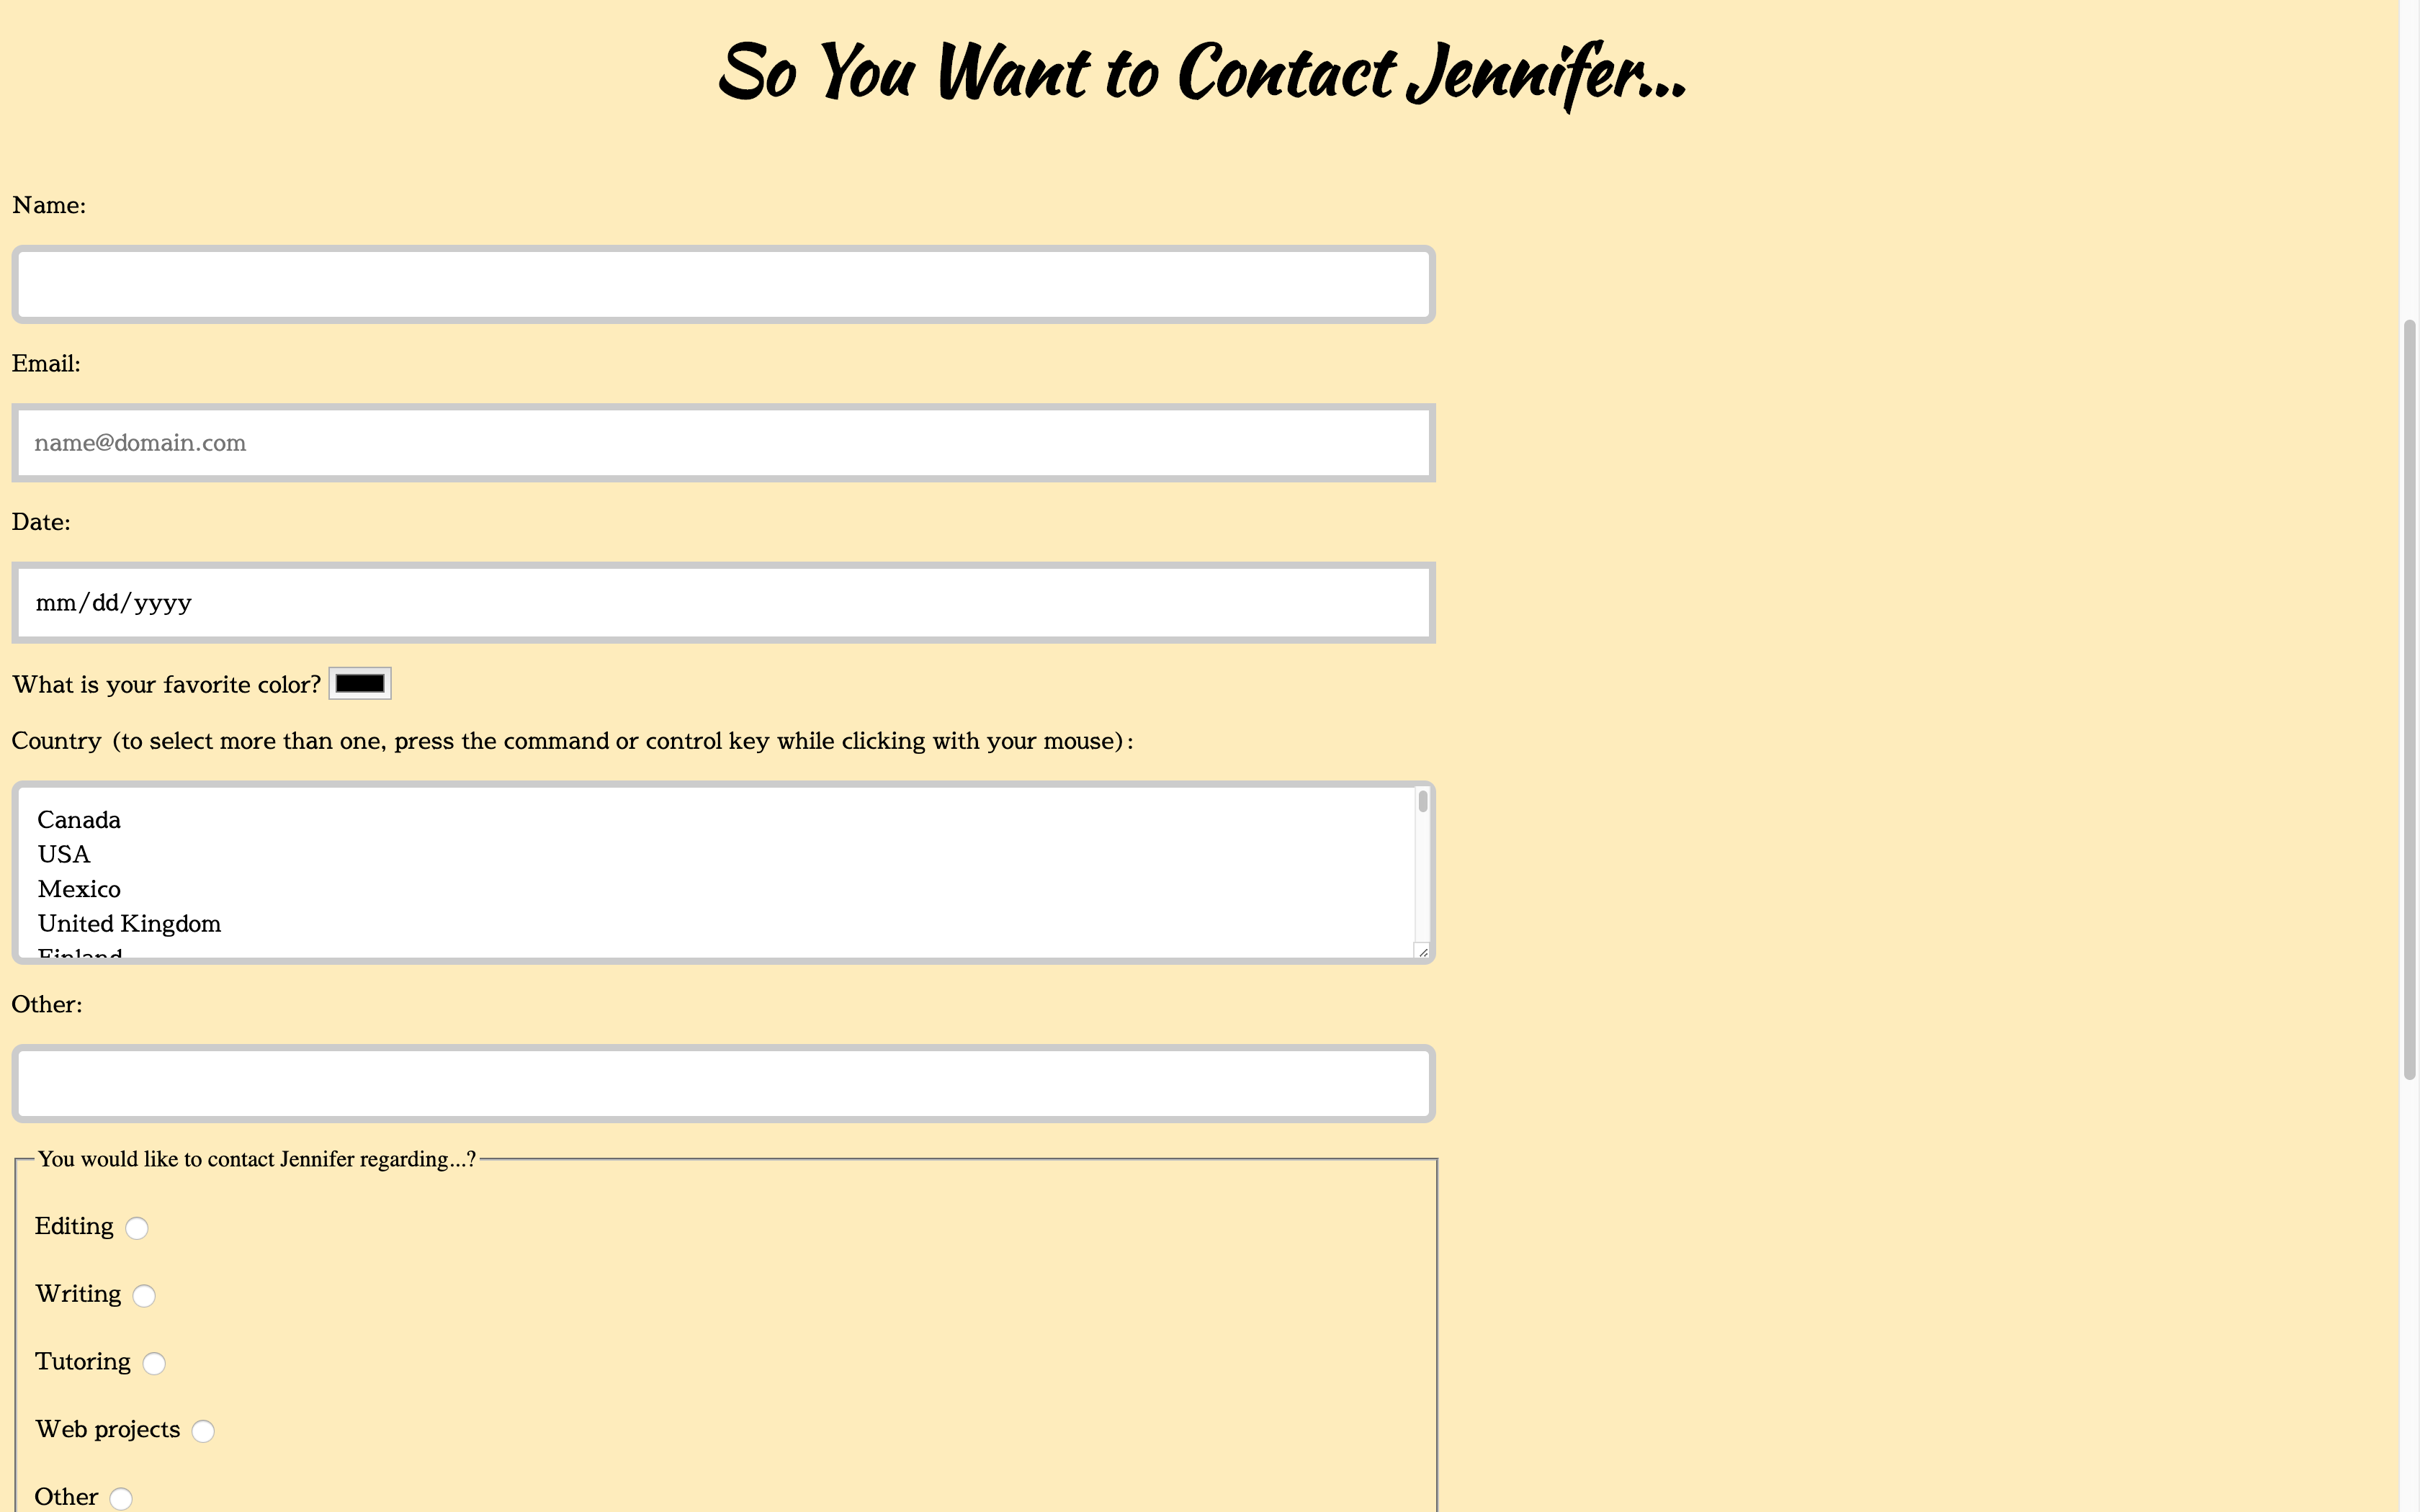 So You Want to Contact Jennifer...
Name:
Email:
name@domain.com
Date:
mm/dd/yyyy
What is your favorite color?
Country (to select more than one, press the command or control key while clicking with your mouse):
Canada
USA
Mexico
United Kingdom
Finland
Other:
You would like to contact Jennifer regarding...?
Editing
Writing
Tutoring
Web projects
Other